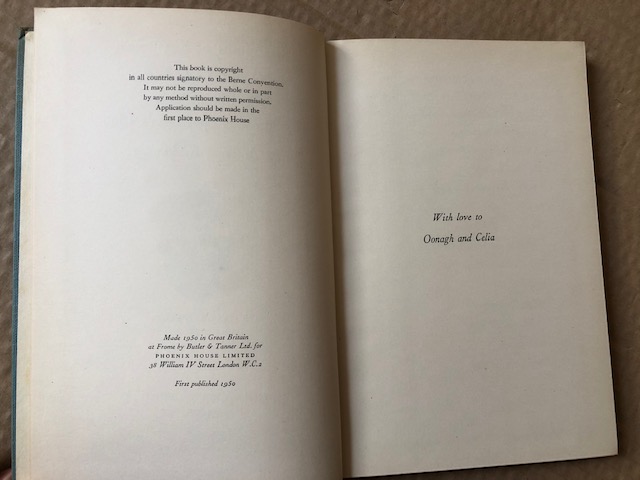 This book is copyright
in all countries signatory to the Berne Convention.
It may not be reproduced whole or in part
by any method without written permission.
Application should be made in the
first place to Phoenix House
Made 1950 in Great Britain
at Frome by Butler & Tanner Ltd. for
PHOENIX HOUSE LIMITED
38 William IV Street London W.C.2
First published 1950
With love to
Oonagh and Celia